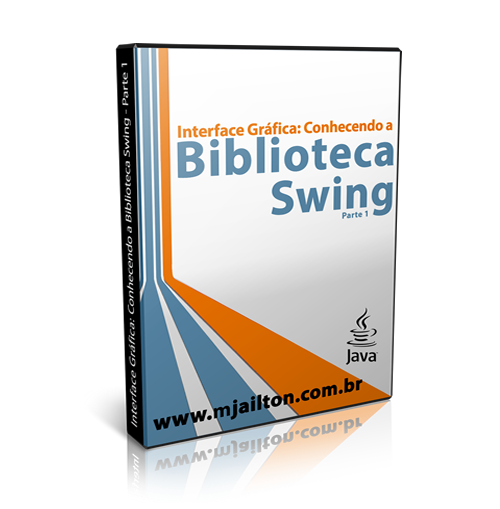 Interface Gráfica: Conhecendo a
Biblioteca
Swing
Parte 1
Java
www.mjailton.com.br
Interface Gráfica: Conhecendo a Biblioteca Swing - Parte 1